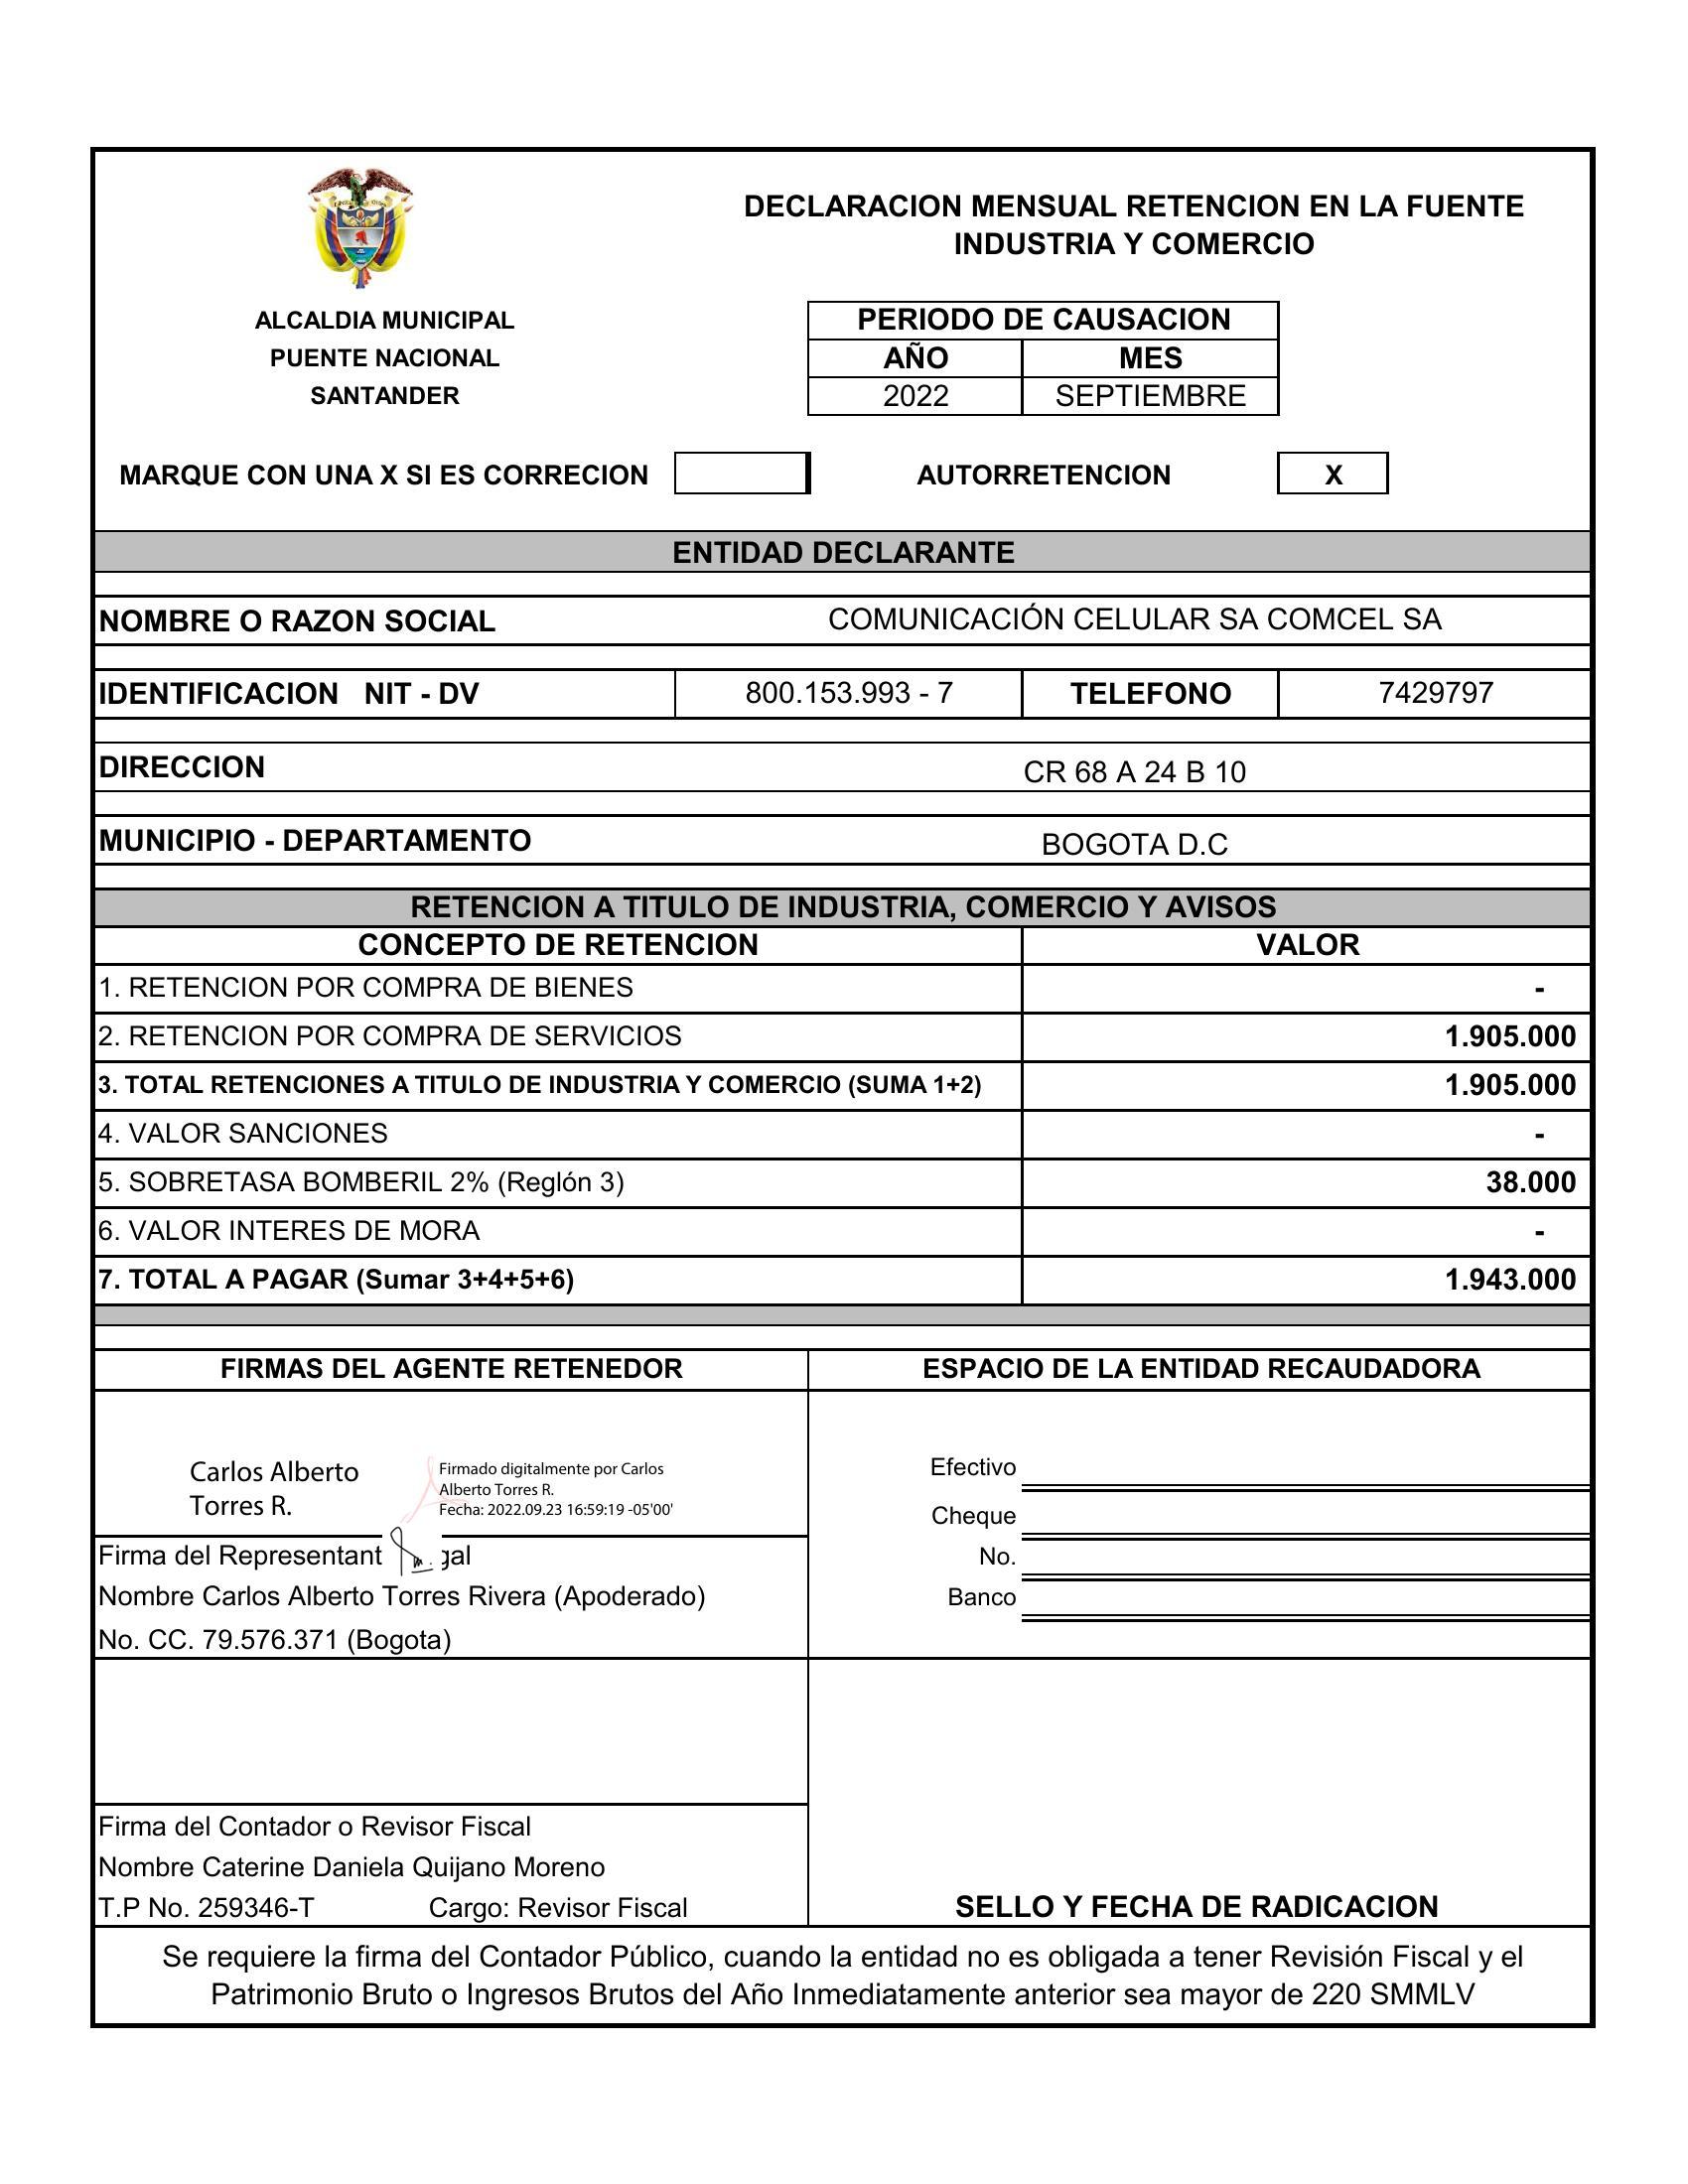 DECLARACION MENSUAL RETENCION EN LA FUENTE
INDUSTRIA Y COMERCIO
ALCALDIA MUNICIPAL
PUENTE NACIONAL
SANTANDER
PERIODO DE CAUSACION
AÑO MES
2022 SEPTIEMBRE
MARQUE CON UNA X SI ES CORRECION AUTORRETENCION X
ENTIDAD DECLARANTE
NOMBRE O RAZON SOCIAL COMUNICACIÓN CELULAR SA COMCEL SA
IDENTIFICACION NIT - DV 800.153.993 - 7 TELEFONO 7429797
DIRECCION CR 68 A 24 B 10
MUNICIPIO - DEPARTAMENTO BOGOTA D.C
RETENCION A TITULO DE INDUSTRIA, COMERCIO Y AVISOS
CONCEPTO DE RETENCION VALOR
1. RETENCION POR COMPRA DE BIENES -
2. RETENCION POR COMPRA DE SERVICIOS 1.905.000
3. TOTAL RETENCIONES A TITULO DE INDUSTRIA Y COMERCIO (SUMA 1+2) 1.905.000
4. VALOR SANCIONES -
5. SOBRETASA BOMBERIL 2% (Reglón 3) 38.000
6. VALOR INTERES DE MORA -
7. TOTAL A PAGAR (Sumar 3+4+5+6) 1.943.000
FIRMAS DEL AGENTE RETENEDOR
Carlos Alberto
Torres R.
Firmado digitalmente por Carlos
Alberto Torres R.
Fecha: 2022.09.23 16:59:19 -05'00'
Firma del Representant gal
Nombre Carlos Alberto Torres Rivera (Apoderado)
No. CC. 79.576.371 (Bogota)
ESPACIO DE LA ENTIDAD RECAUDADORA
Efectivo
Cheque
No.
Banco
Firma del Contador o Revisor Fiscal
Nombre Caterine Daniela Quijano Moreno
T.P No. 259346-T Cargo: Revisor Fiscal
SELLO Y FECHA DE RADICACION
Se requiere la firma del Contador Público, cuando la entidad no es obligada a tener Revisión Fiscal y el
Patrimonio Bruto o Ingresos Brutos del Año Inmediatamente anterior sea mayor de 220 SMMLV